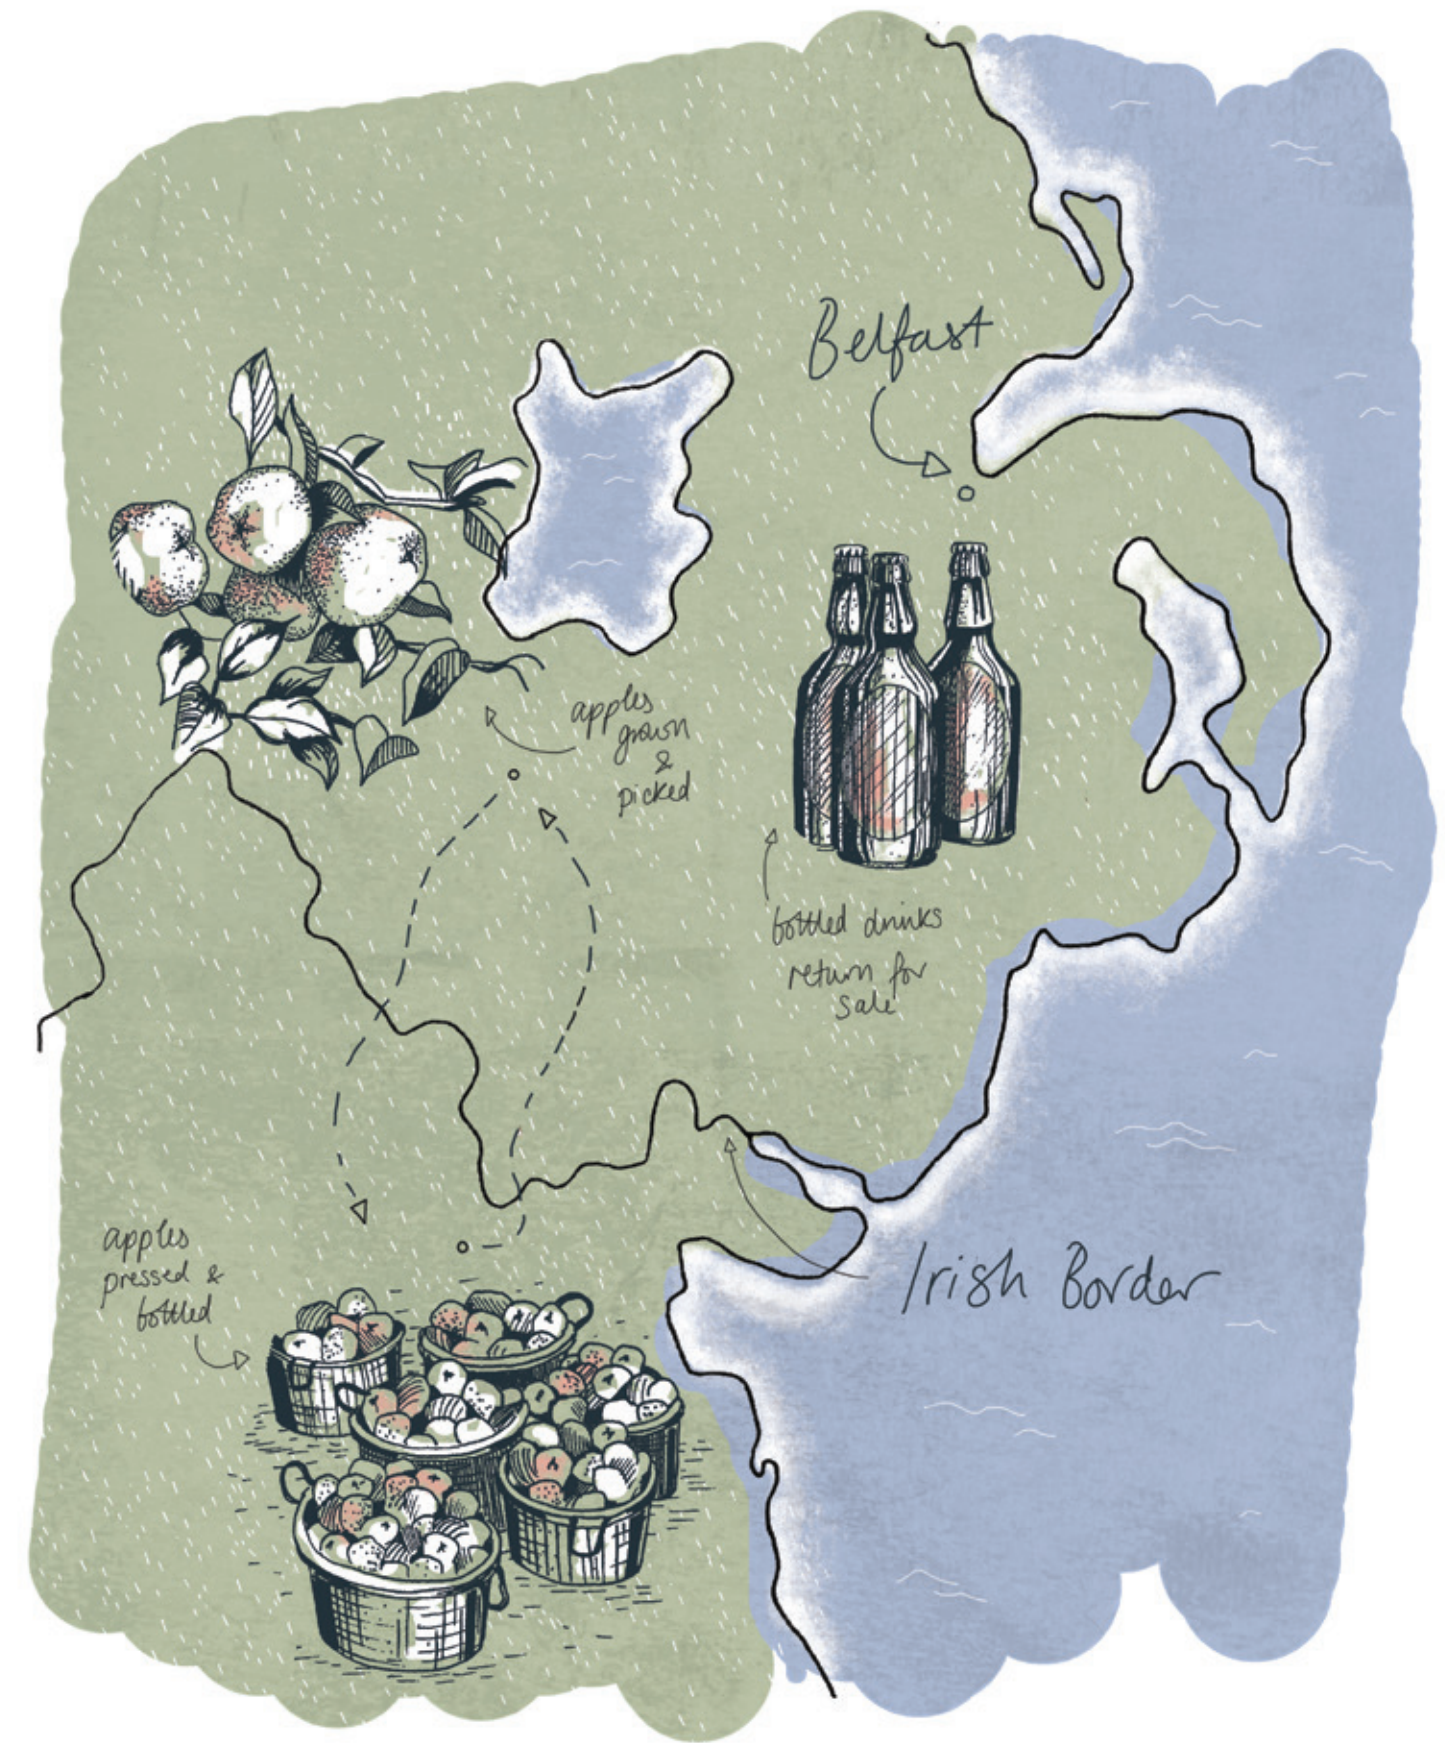 Belfast
apples
grown
&
picked
bottled drinks
return for
sale
apples
pressed &
bottled
Irish Border